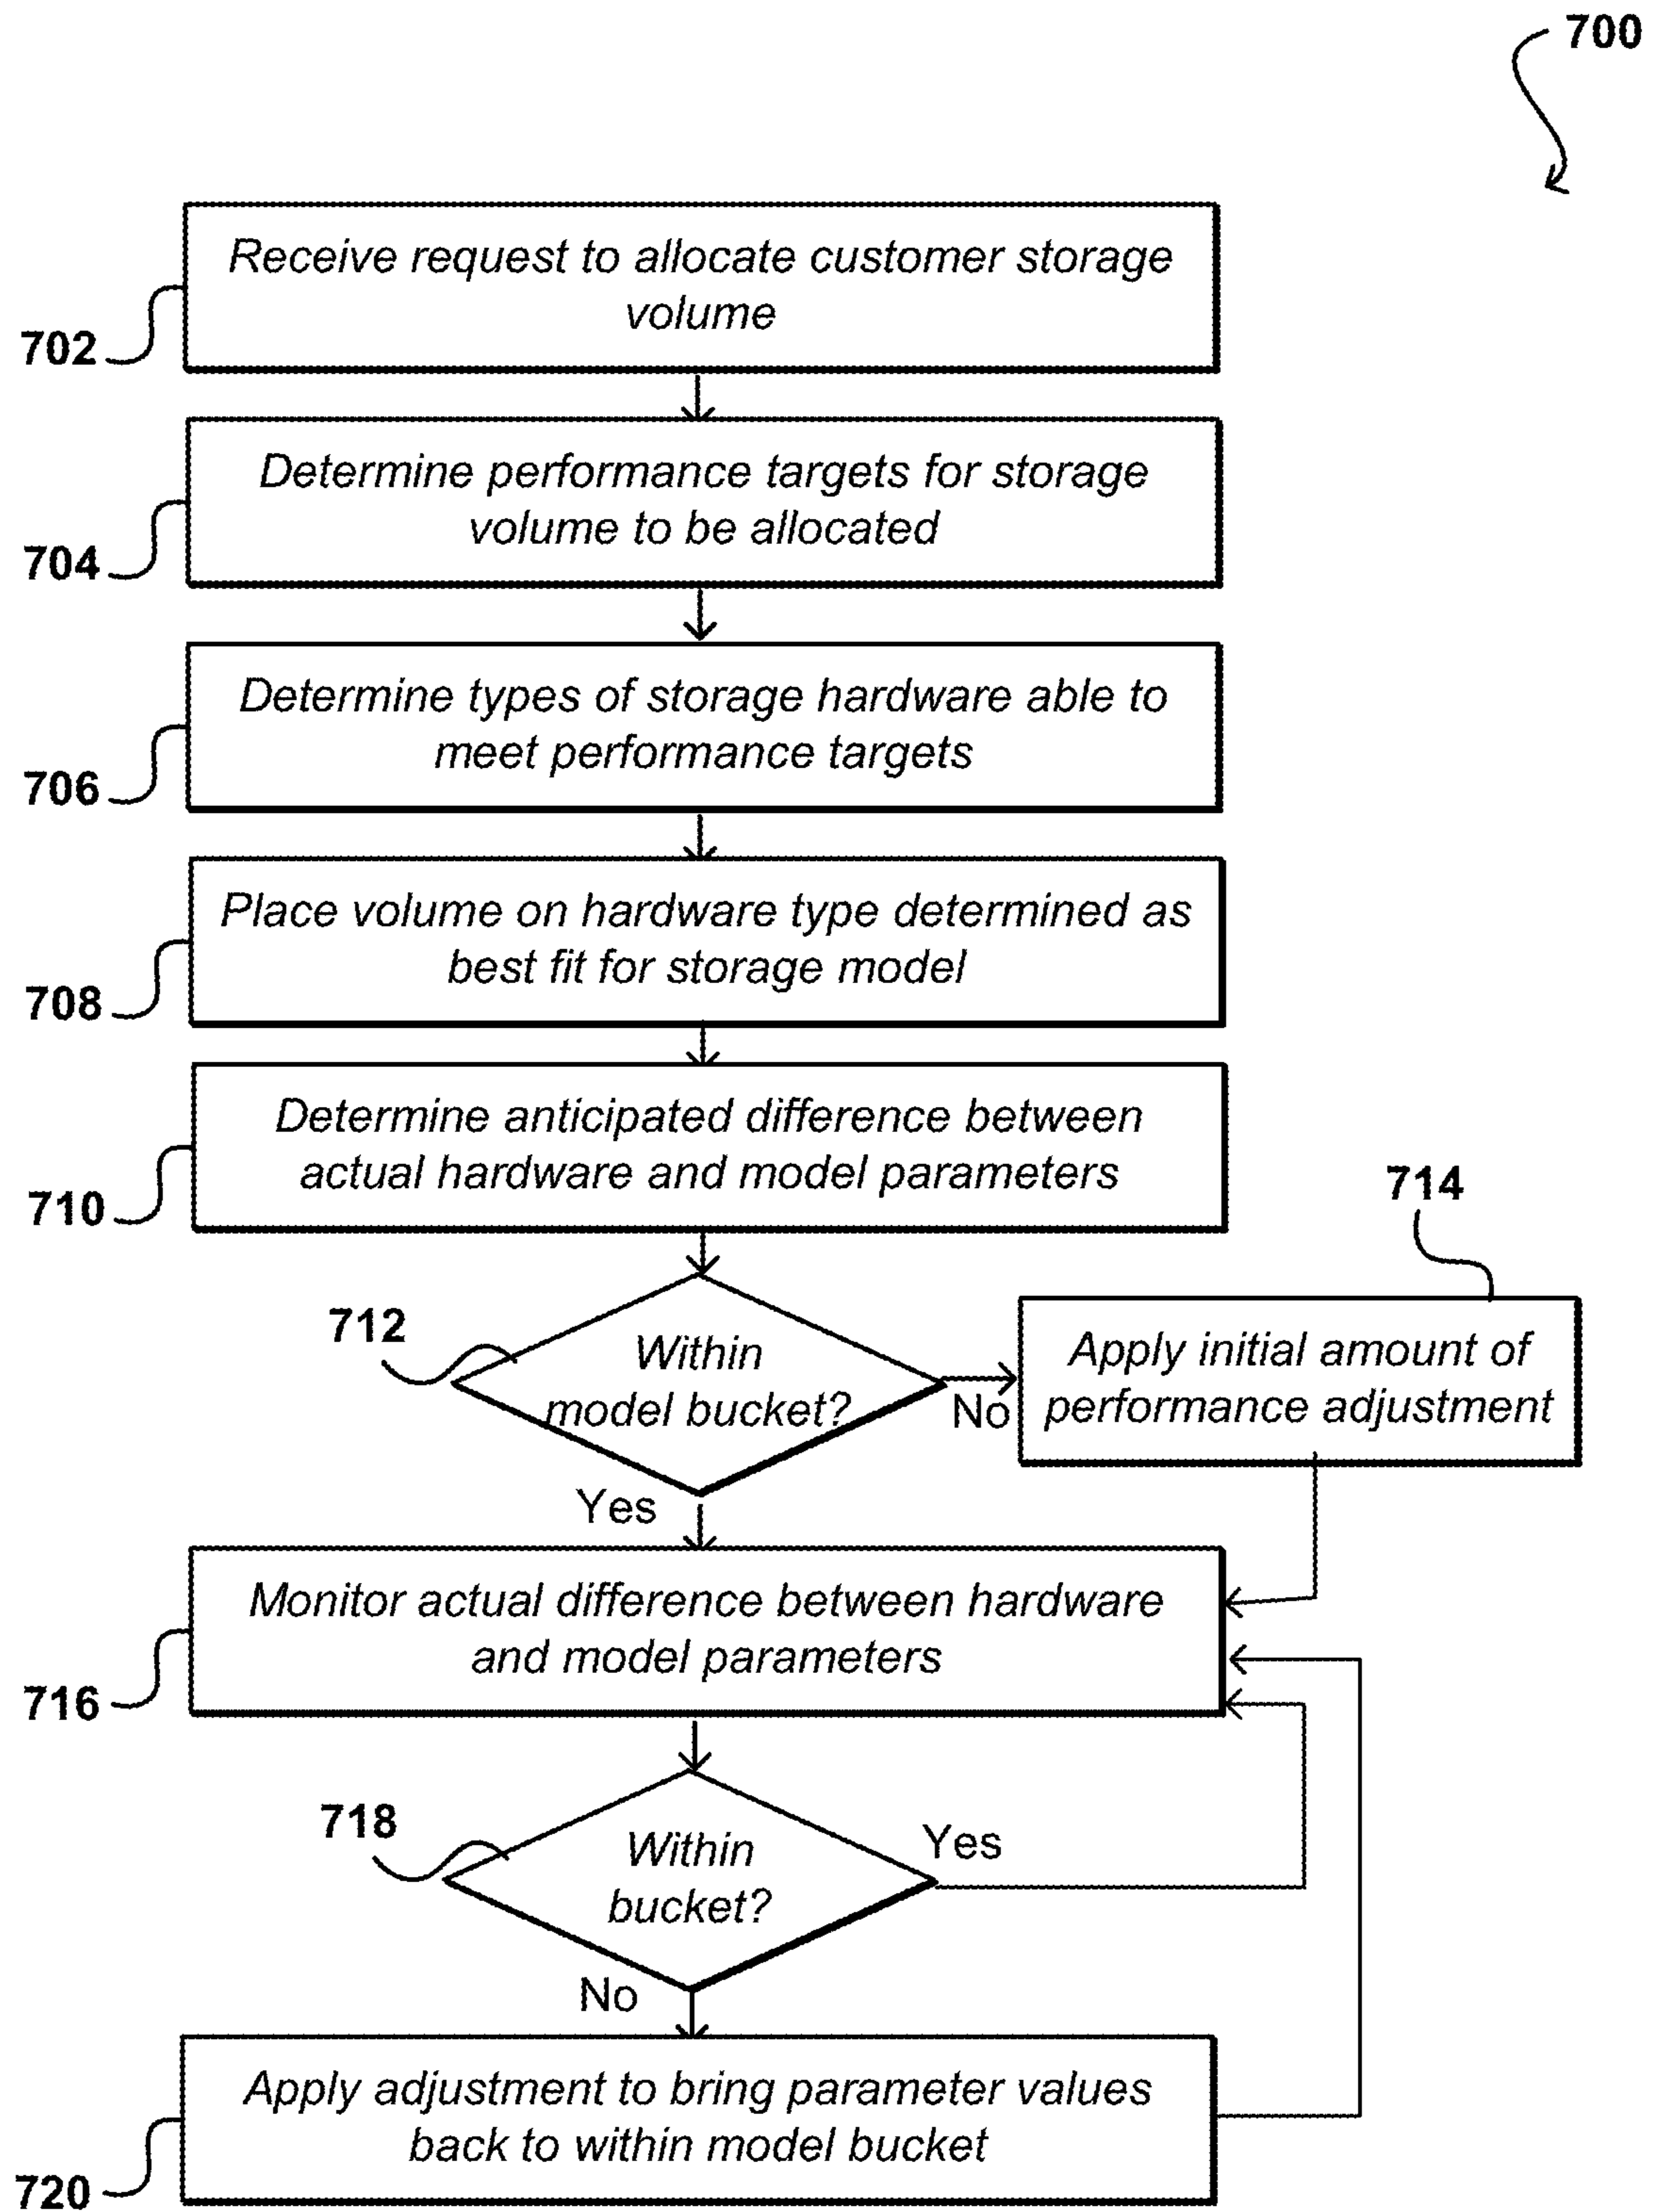 700
Receive request to allocate customer storage
volume
702
Determine performance targets for storage
volume to be allocated
704
Determine types of storage hardware able to
meet performance targets
706
Place volume on hardware type determined as
best fit for storage model
708
Determine anticipated difference between
actual hardware and model parameters
710
714
712
Within
model bucket?
No
Apply initial amount of
performance adjustment
Yes
Monitor actual difference between hardware
and model parameters
716
718
Within
bucket?
Yes
No
Apply adjustment to bring parameter values
back to within model bucket
720